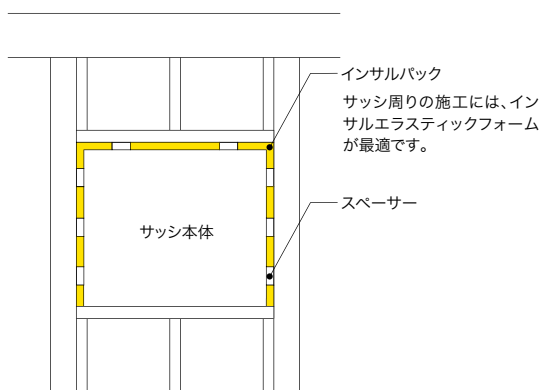 インサルパック
サッシ周りの施工には、イン
サルエラスティックフォーム
が最適です。
スペーサー
サッシ本体